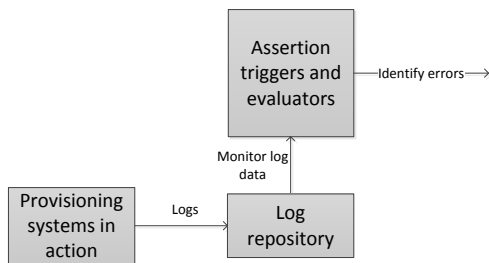 Assertion
triggers and
evaluators
Identify errors
Monitor log
data
Provisioning
systems in
action
Logs
Log
repository